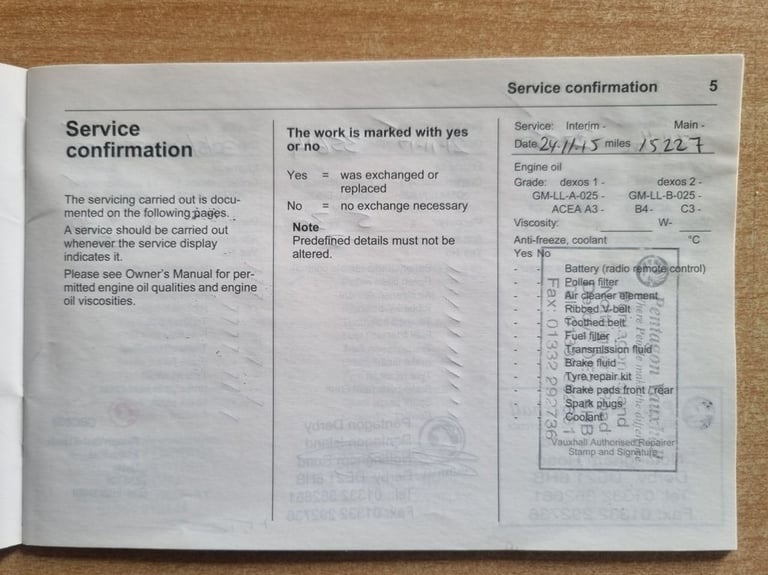 Service confirmation 5
Service
confirmation
The servicing carried out is docu-
mented on the following pages.
A service should be carried out
whenever the service display
indicates it.
Please see Owner's Manual for per-
mitted engine oil qualities and engine
oil viscosities.
The work is marked with yes
or no
Yes = was exchanged or
replaced
No = no exchange necessary
Note
Predefined details must not be
altered.
Service: Interim - Main -
Date 24.11.15 miles 15227
Engine oil
Grade: dexos 1 - dexos 2 -
GM-LL-A-025 - GM-LL-B-025 -
ACEA A3 - B4- C3 -
Viscosity: W-
Anti-freeze, coolant °C
Yes No
- - Battery (radio remote control)
- - Pollen filter
- - Air cleaner element
- - Ribbed V-belt
- - Toothed belt
- - Fuel filter
- - Transmission fluid
- - Brake fluid
- - Tyre repair kit
- - Brake pads front / rear
- - Spark plugs
- - Coolant
Vauxhall Authorised Repairer
Stamp and Signature
Pentagon
Fax: 01332 292736